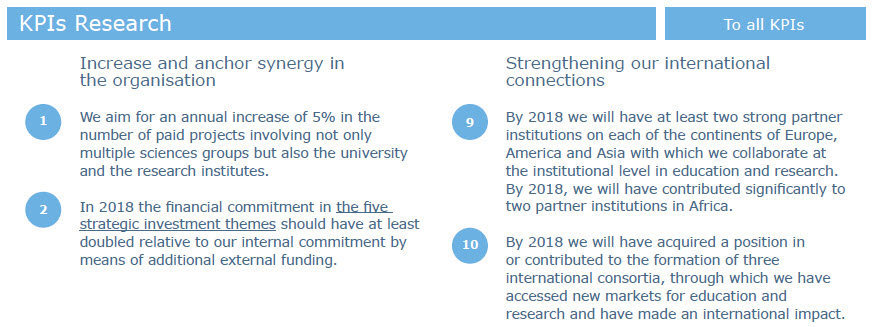 KPIs Research
To all KPIs
Increase and anchor synergy in
the organisation
1
We aim for an annual increase of 5% in the
number of paid projects involving not only
multiple sciences groups but also the university
and the research institutes.
2
In 2018 the financial commitment in the five
strategic investment themes should have at least
doubled relative to our internal commitment by
means of additional external funding.
Strengthening our international
connections
9
By 2018 we will have at least two strong partner
institutions on each of the continents of Europe,
America and Asia with which we collaborate at
the institutional level in education and research.
By 2018, we will have contributed significantly to
two partner institutions in Africa.
10
By 2018 we will have acquired a position in
or contributed to the formation of three
international consortia, through which we have
accessed new markets for education and
research and have made an international impact.